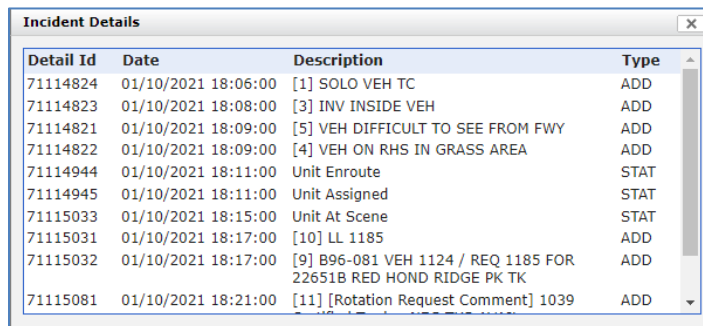 Incident Details
Detail Id Date Description Type
71114824 01/10/2021 18:06:00 [1] SOLO VEH TC ADD
71114823 01/10/2021 18:08:00 [3] INV INSIDE VEH ADD
71114821 01/10/2021 18:09:00 [5] VEH DIFFICULT TO SEE FROM FWY ADD
71114822 01/10/2021 18:09:00 [4] VEH ON RHS IN GRASS AREA ADD
71114944 01/10/2021 18:11:00 Unit Enroute STAT
71114945 01/10/2021 18:11:00 Unit Assigned STAT
71115033 01/10/2021 18:15:00 Unit At Scene STAT
71115031 01/10/2021 18:17:00 [10] LL 1185 ADD
71115032 01/10/2021 18:17:00 [9] B96-081 VEH 1124 / REQ 1185 FOR ADD
22651B RED HOND RIDGE PK TK
71115081 01/10/2021 18:21:00 [11] [Rotation Request Comment] 1039 ADD